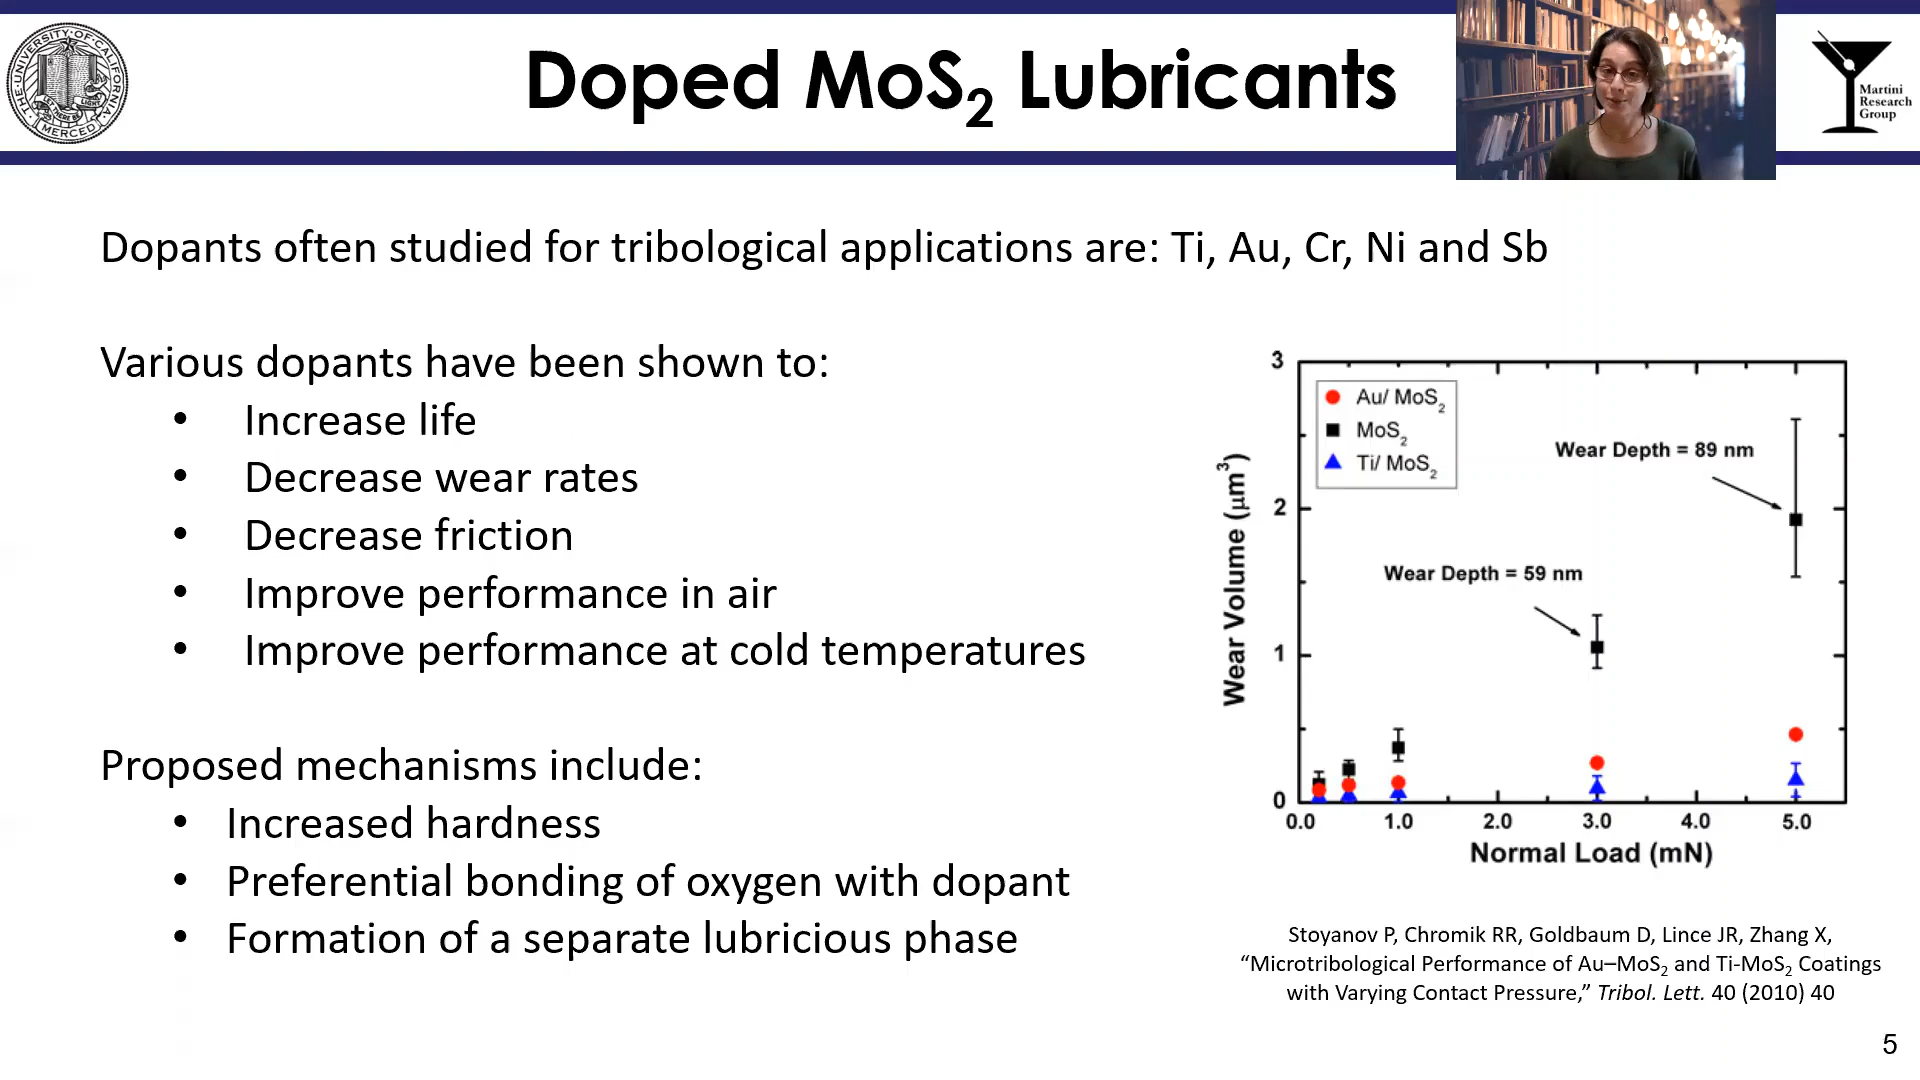 THE·UNIVERSITY·OF·CALIFORNIA·
MERCED
Doped MoS₂ Lubricants
Martini
Research
Group
Dopants often studied for tribological applications are: Ti, Au, Cr, Ni and Sb
Various dopants have been shown to:
• Increase life
• Decrease wear rates
• Decrease friction
• Improve performance in air
• Improve performance at cold temperatures
Proposed mechanisms include:
• Increased hardness
• Preferential bonding of oxygen with dopant
• Formation of a separate lubricious phase
Wear Volume (μm³)
3
2
1
0
Au/ MoS₂
MoS₂
Ti/ MoS₂
Wear Depth = 89 nm
Wear Depth = 59 nm
0.0 1.0 2.0 3.0 4.0 5.0
Normal Load (mN)
Stoyanov P, Chromik RR, Goldbaum D, Lince JR, Zhang X,
“Microtribological Performance of Au–MoS₂ and Ti-MoS₂ Coatings
with Varying Contact Pressure,” Tribol. Lett. 40 (2010) 40
5